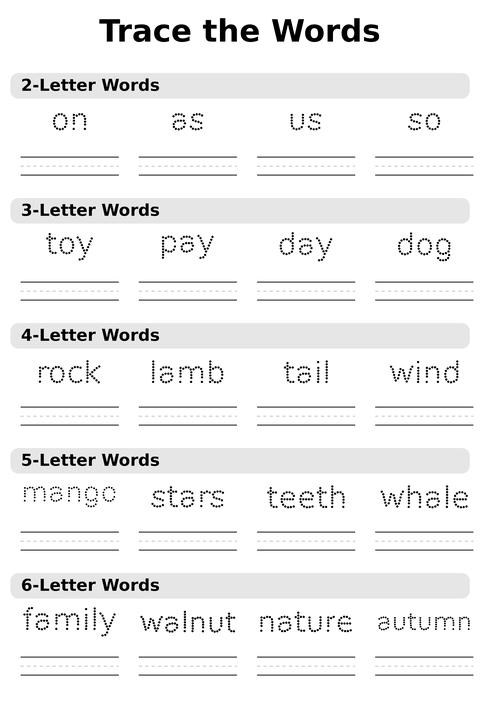 Trace the Words
2-Letter Words
on as us so
3-Letter Words
toy pay day dog
4-Letter Words
rock lamb tail wind
5-Letter Words
mango stars teeth whale
6-Letter Words
family walnut nature autumn